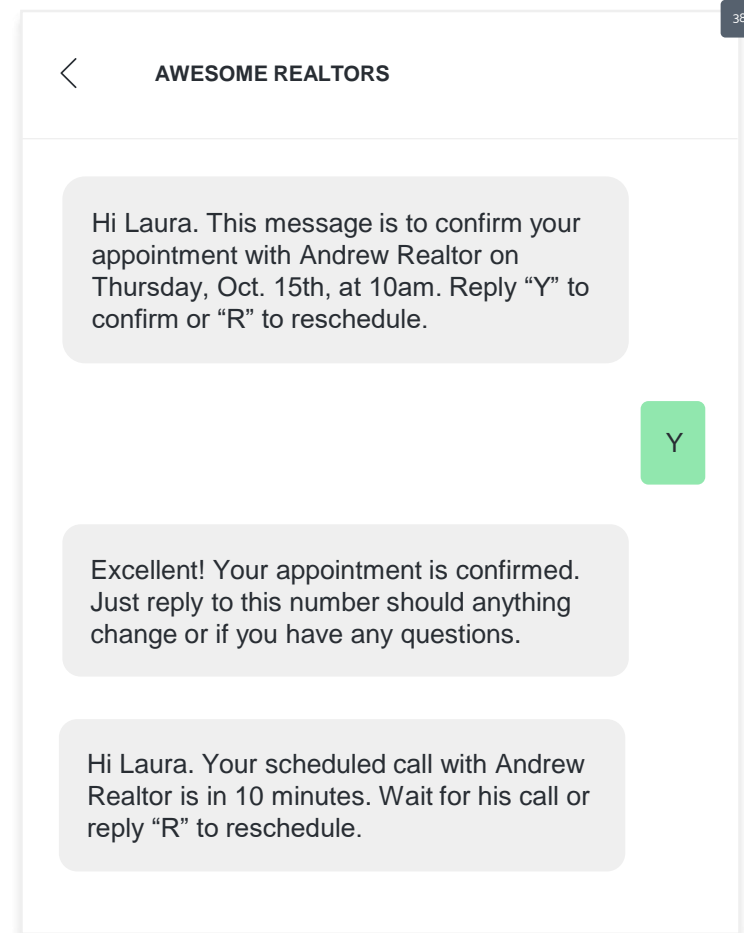 38
AWESOME REALTORS
Hi Laura. This message is to confirm your
appointment with Andrew Realtor on
Thursday, Oct. 15th, at 10am. Reply “Y” to
confirm or “R” to reschedule.
Y
Excellent! Your appointment is confirmed.
Just reply to this number should anything
change or if you have any questions.
Hi Laura. Your scheduled call with Andrew
Realtor is in 10 minutes. Wait for his call or
reply “R” to reschedule.